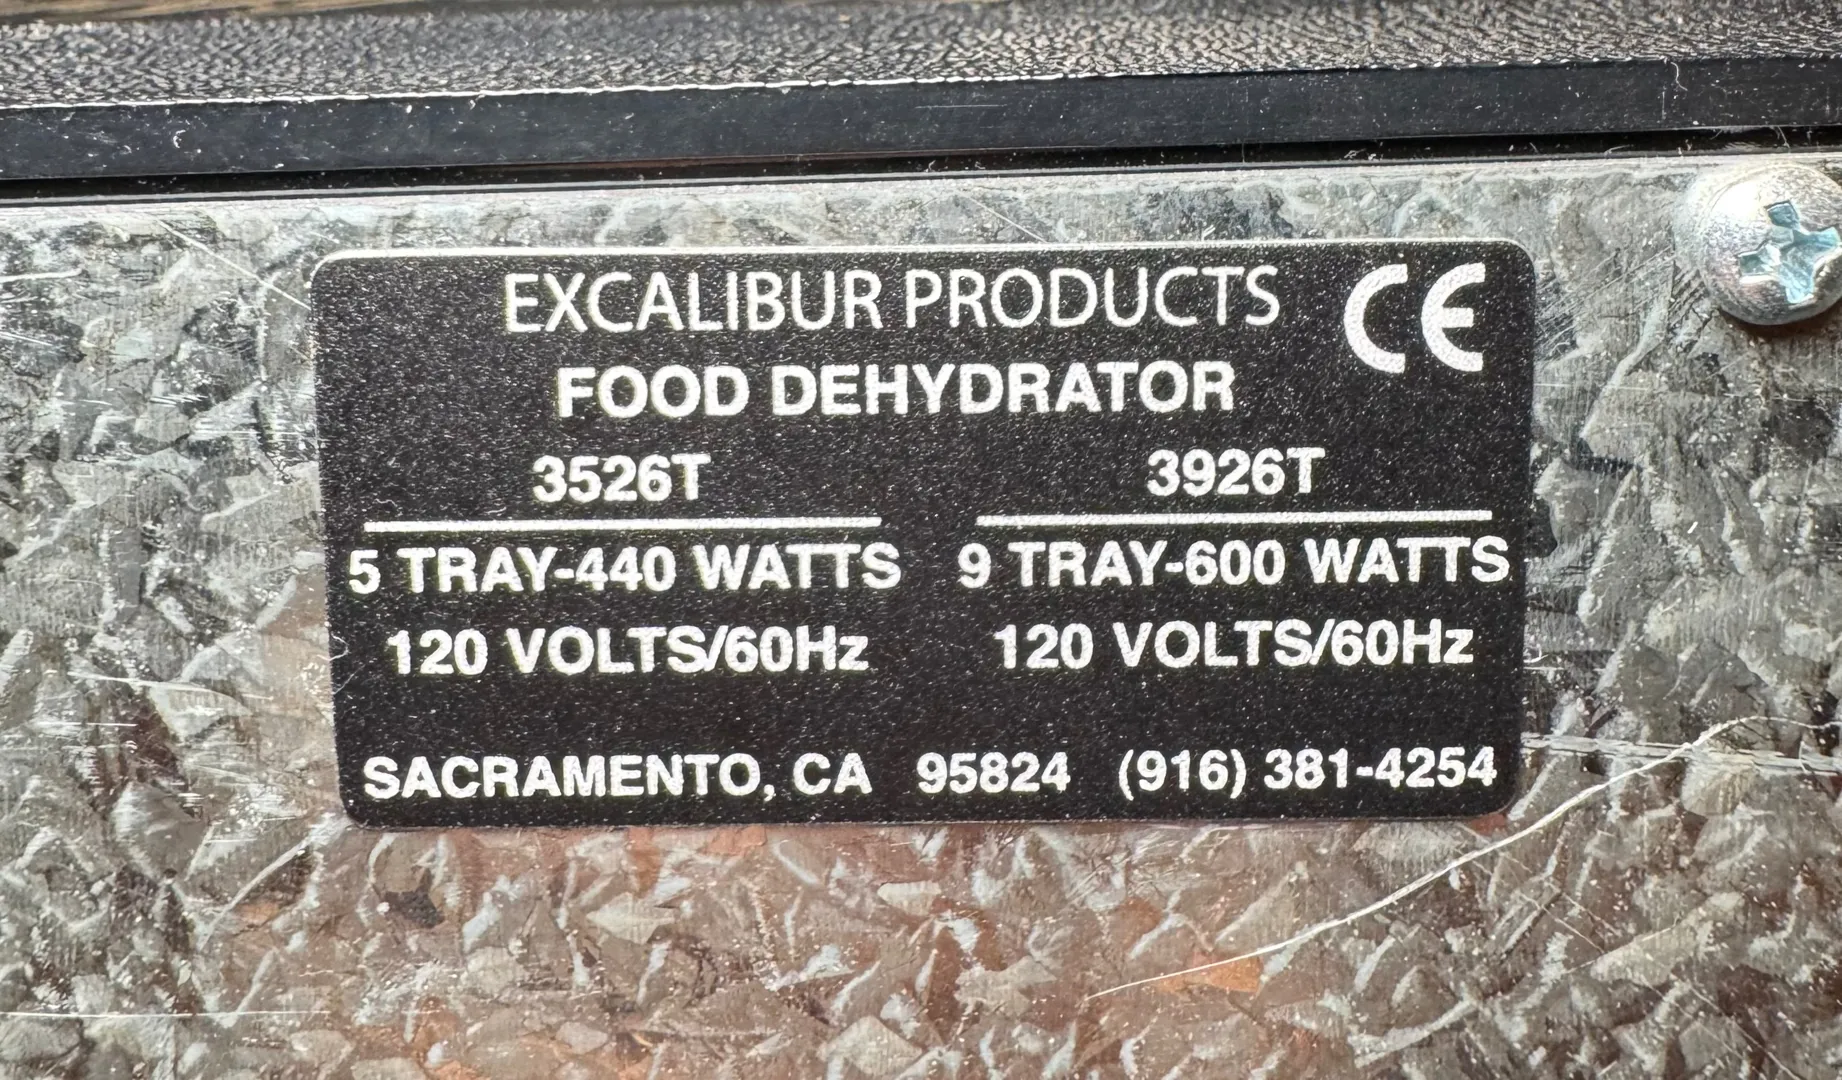 EXCALIBUR PRODUCTS CE
FOOD DEHYDRATOR
3526T 3926T
5 TRAY-440 WATTS 9 TRAY-600 WATTS
120 VOLTS/60Hz 120 VOLTS/60Hz
SACRAMENTO, CA 95824 (916) 381-4254